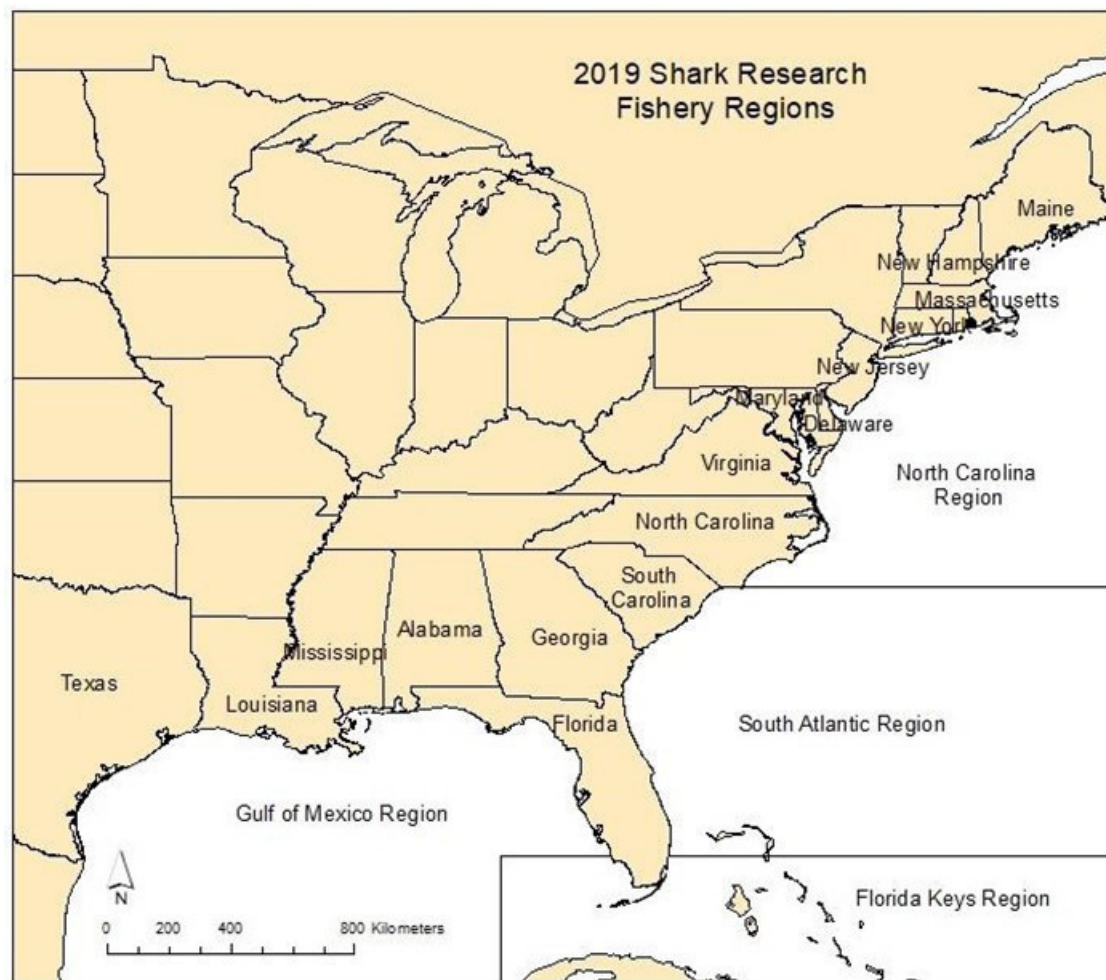 2019 Shark Research
Fishery Regions
Maine
New Hampshire
Massachusetts
New York
New Jersey
Maryland
Delaware
Virginia
North Carolina
Region
North Carolina
South
Carolina
Alabama
Georgia
Mississippi
Texas
Louisiana
Florida
South Atlantic Region
Gulf of Mexico Region
Florida Keys Region
N
0 200 400 800 Kilometers